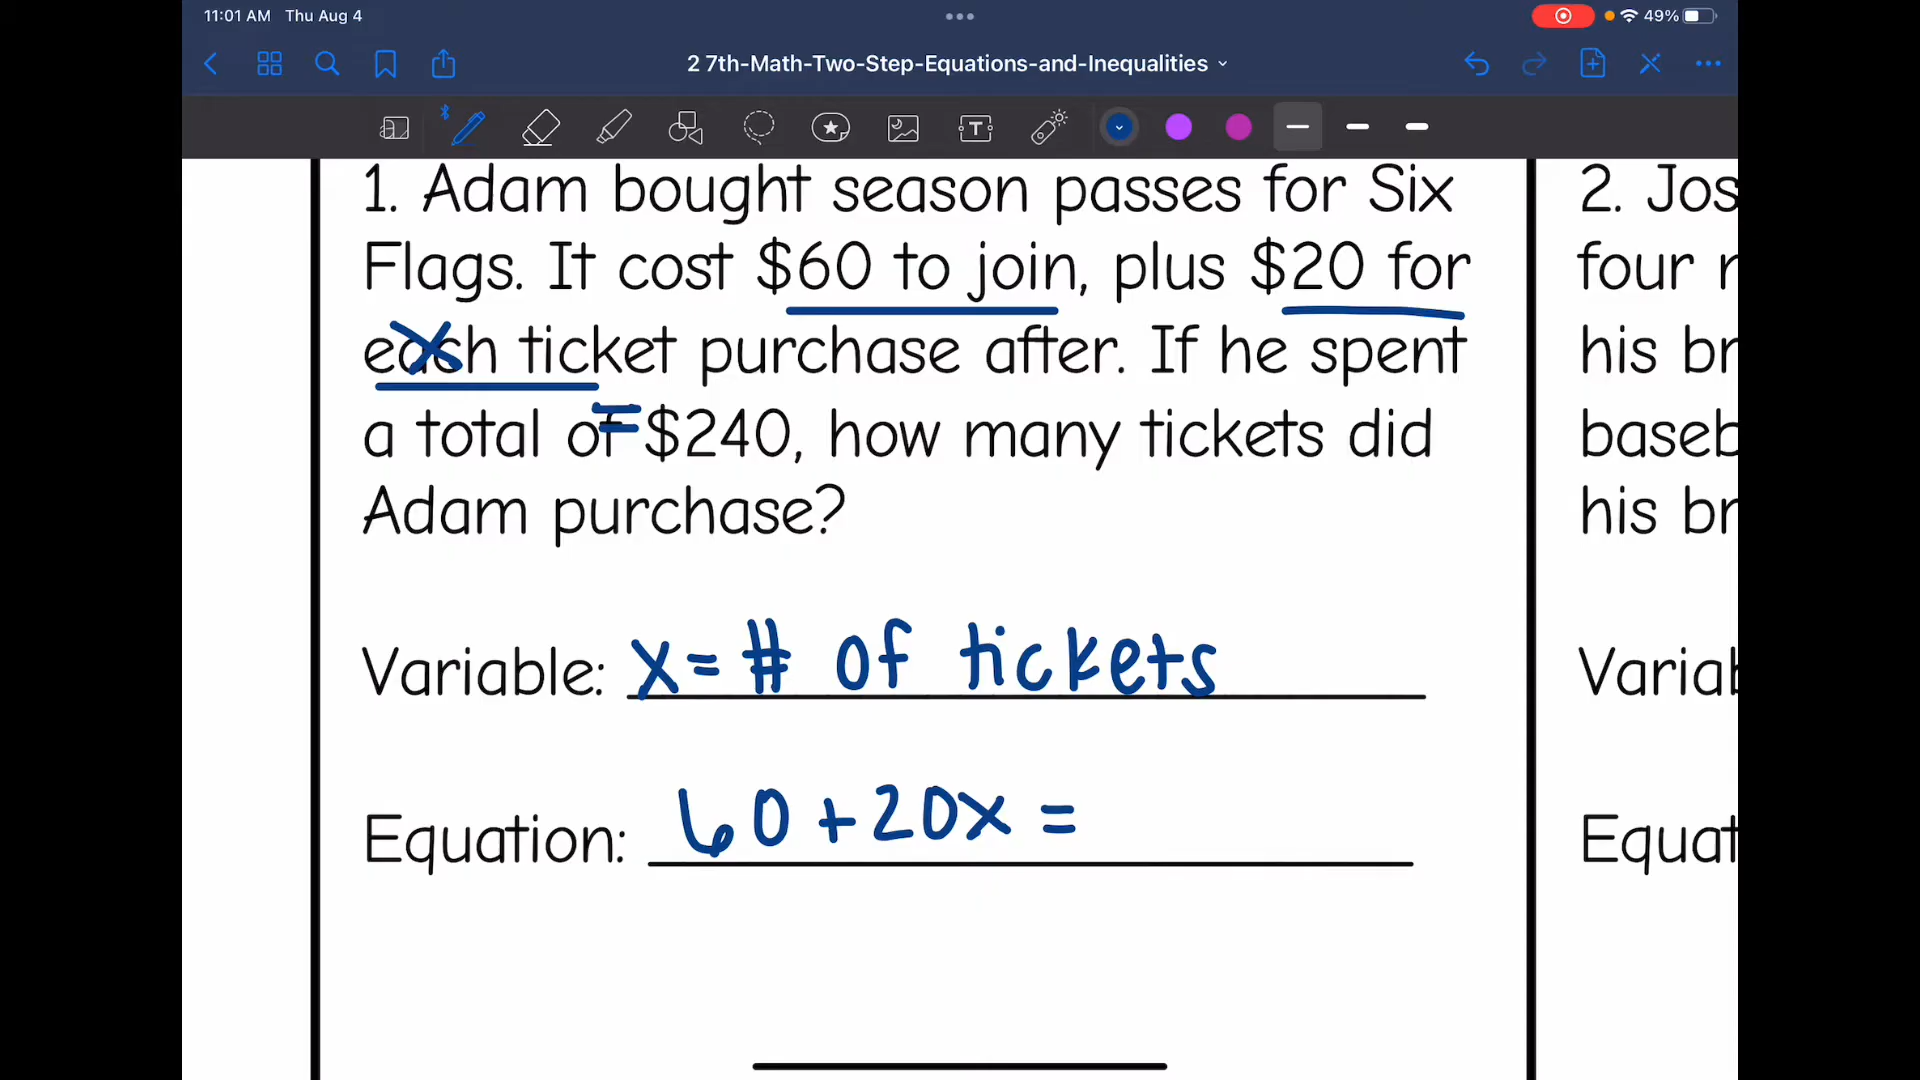 11:01 AM Thu Aug 4
49%
2 7th-Math-Two-Step-Equations-and-Inequalities
T
1. Adam bought season passes for Six
Flags. It cost $60 to join, plus $20 for
each ticket purchase after. If he spent
x
a total of $240, how many tickets did
=
Adam purchase?
Variable: x = # of tickets
Equation: 60 + 20x =
2. Jos
four r
his br
baseb
his br
Variab
Equat